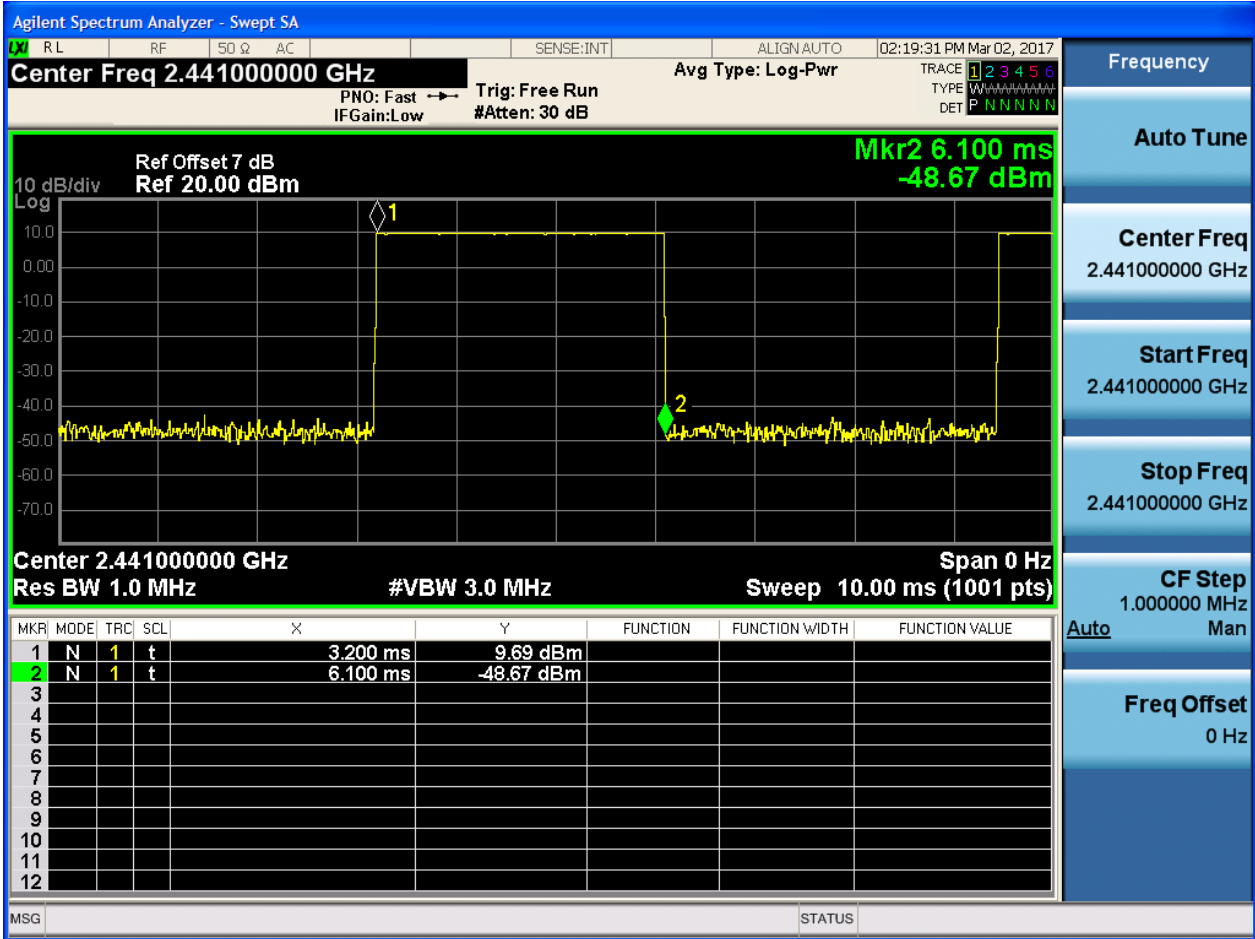 Agilent Spectrum Analyzer - Swept SA
LXI RL RF 50 Ω AC SENSE:INT ALIGN AUTO 02:19:31 PM Mar 02, 2017
Center Freq 2.441000000 GHz
PNO: Fast
IFGain:Low
Trig: Free Run
#Atten: 30 dB
Avg Type: Log-Pwr
TRACE 1 2 3 4 5 6
TYPE WWWWWW
DET P N N N N N
Mkr2 6.100 ms
-48.67 dBm
Ref Offset 7 dB
10 dB/div Ref 20.00 dBm
Log
10.0
0.00
-10.0
-20.0
-30.0
-40.0
-50.0
-60.0
-70.0
1
2
Center 2.441000000 GHz Span 0 Hz
Res BW 1.0 MHz #VBW 3.0 MHz Sweep 10.00 ms (1001 pts)
MKR MODE TRC SCL X Y FUNCTION FUNCTION WIDTH FUNCTION VALUE
1 N 1 t 3.200 ms 9.69 dBm
2 N 1 t 6.100 ms -48.67 dBm
3
4
5
6
7
8
9
10
11
12
MSG STATUS
Frequency
Auto Tune
Center Freq
2.441000000 GHz
Start Freq
2.441000000 GHz
Stop Freq
2.441000000 GHz
CF Step
1.000000 MHz
Auto Man
Freq Offset
0 Hz